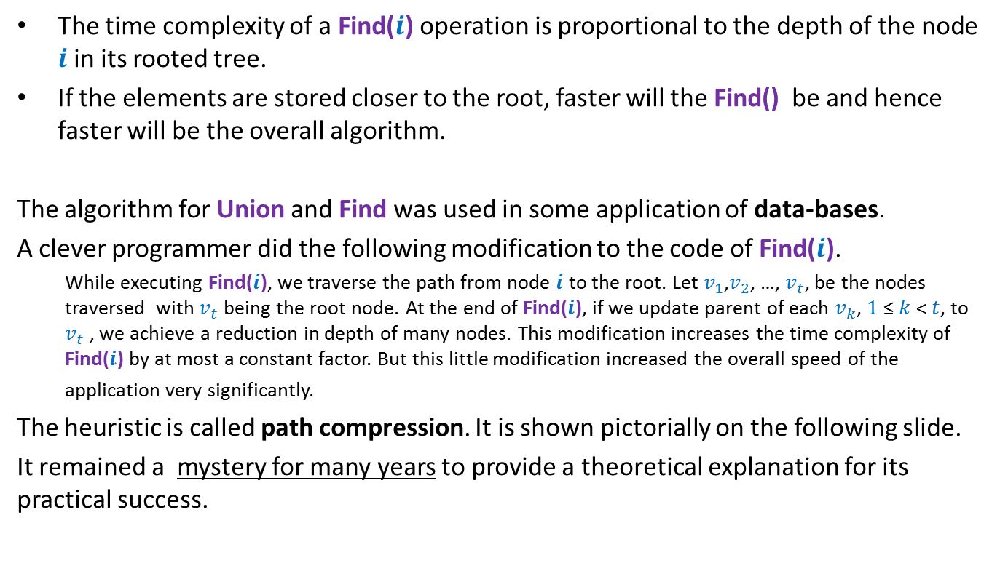 • The time complexity of a Find(i) operation is proportional to the depth of the node
i in its rooted tree.
• If the elements are stored closer to the root, faster will the Find() be and hence
faster will be the overall algorithm.
The algorithm for Union and Find was used in some application of data-bases.
A clever programmer did the following modification to the code of Find(i).
While executing Find(i), we traverse the path from node i to the root. Let v₁,v₂, …, vₜ, be the nodes
traversed with vₜ being the root node. At the end of Find(i), if we update parent of each vₖ, 1 ≤ k < t, to
vₜ , we achieve a reduction in depth of many nodes. This modification increases the time complexity of
Find(i) by at most a constant factor. But this little modification increased the overall speed of the
application very significantly.
The heuristic is called path compression. It is shown pictorially on the following slide.
It remained a mystery for many years to provide a theoretical explanation for its
practical success.